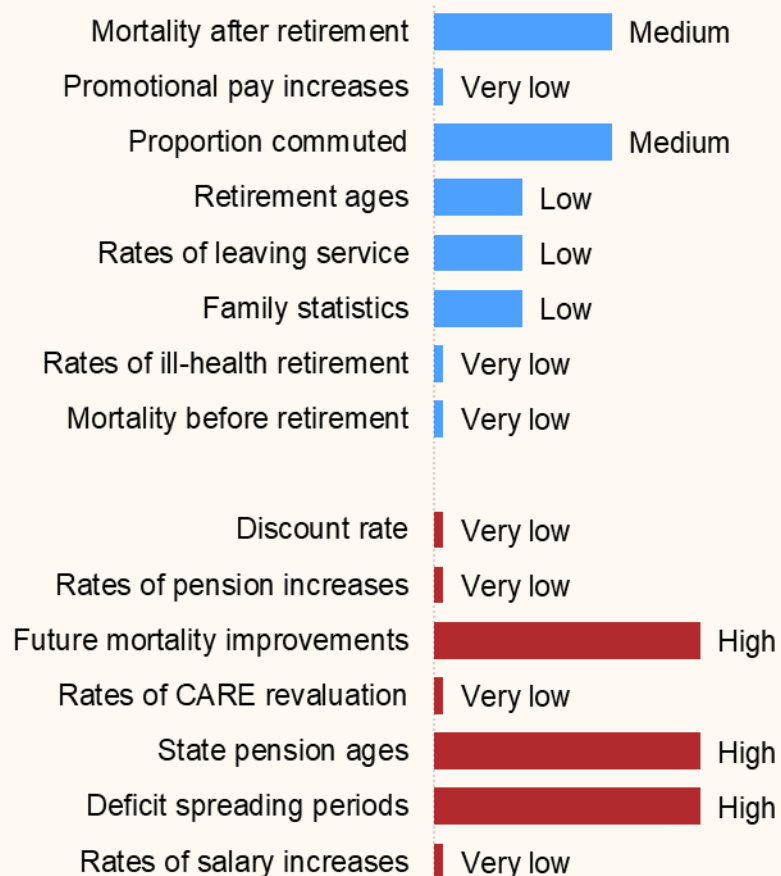 Mortality after retirement Medium
Promotional pay increases Very low
Proportion commuted Medium
Retirement ages Low
Rates of leaving service Low
Family statistics Low
Rates of ill-health retirement Very low
Mortality before retirement Very low
Discount rate Very low
Rates of pension increases Very low
Future mortality improvements High
Rates of CARE revaluation Very low
State pension ages High
Deficit spreading periods High
Rates of salary increases Very low